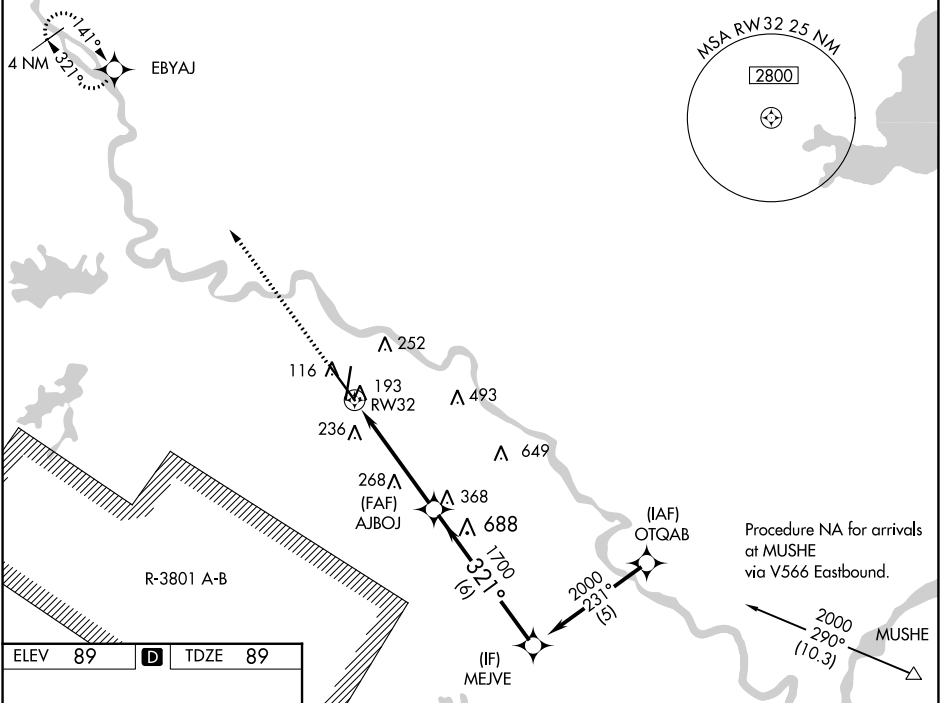 141°
321°
4 NM
EBYAJ
MSA RW32 25 NM
2800
252
116
193
RW32
493
236
649
268
(FAF)
AJBOJ
368
688
1700
321°
(6)
(IAF)
OTQAB
2000
231°
(5)
(IF)
MEJVE
Procedure NA for arrivals
at MUSHE
via V566 Eastbound.
2000
290°
(10.3)
MUSHE
R-3801 A-B
ELEV 89 D TDZE 89